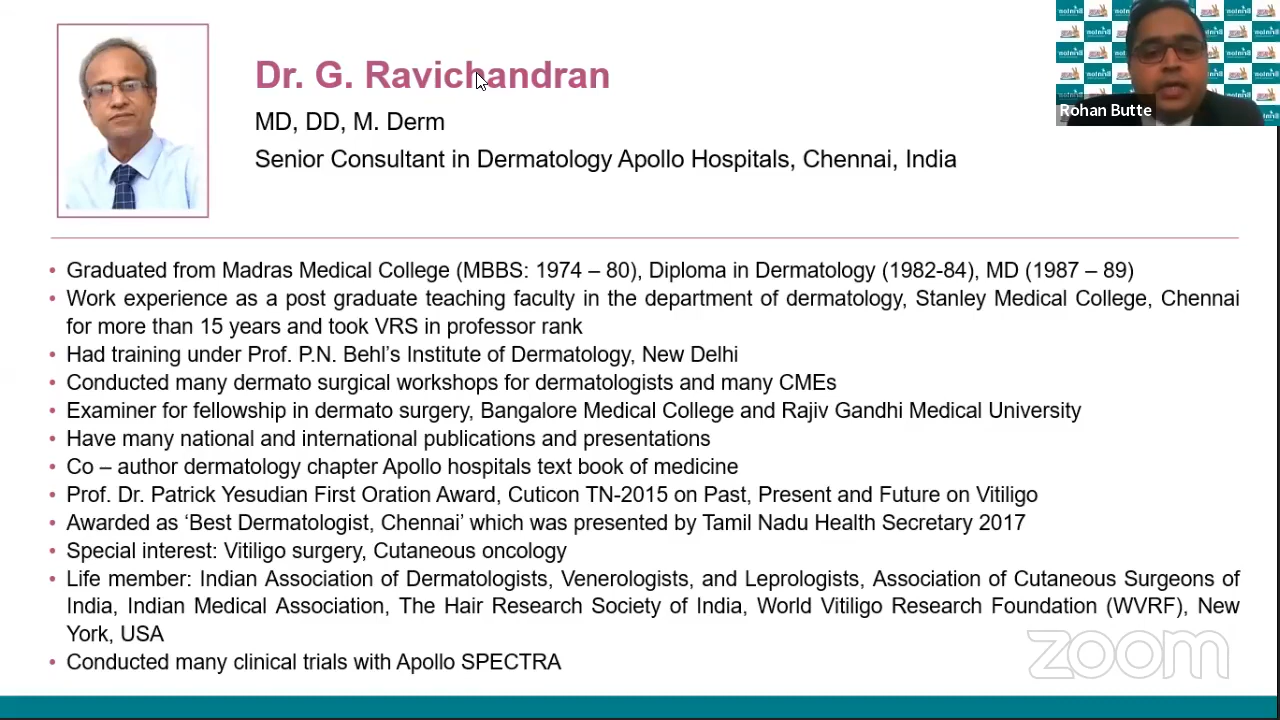 Dr. G. Ravichandran
MD, DD, M. Derm
Senior Consultant in Dermatology Apollo Hospitals, Chennai, India
Rohan Butte
• Graduated from Madras Medical College (MBBS: 1974 – 80), Diploma in Dermatology (1982-84), MD (1987 – 89)
• Work experience as a post graduate teaching faculty in the department of dermatology, Stanley Medical College, Chennai
for more than 15 years and took VRS in professor rank
• Had training under Prof. P.N. Behl's Institute of Dermatology, New Delhi
• Conducted many dermato surgical workshops for dermatologists and many CMEs
• Examiner for fellowship in dermato surgery, Bangalore Medical College and Rajiv Gandhi Medical University
• Have many national and international publications and presentations
• Co – author dermatology chapter Apollo hospitals text book of medicine
• Prof. Dr. Patrick Yesudian First Oration Award, Cuticon TN-2015 on Past, Present and Future on Vitiligo
• Awarded as ‘Best Dermatologist, Chennai’ which was presented by Tamil Nadu Health Secretary 2017
• Special interest: Vitiligo surgery, Cutaneous oncology
• Life member: Indian Association of Dermatologists, Venerologists, and Leprologists, Association of Cutaneous Surgeons of
India, Indian Medical Association, The Hair Research Society of India, World Vitiligo Research Foundation (WVRF), New
York, USA
• Conducted many clinical trials with Apollo SPECTRA
zoom